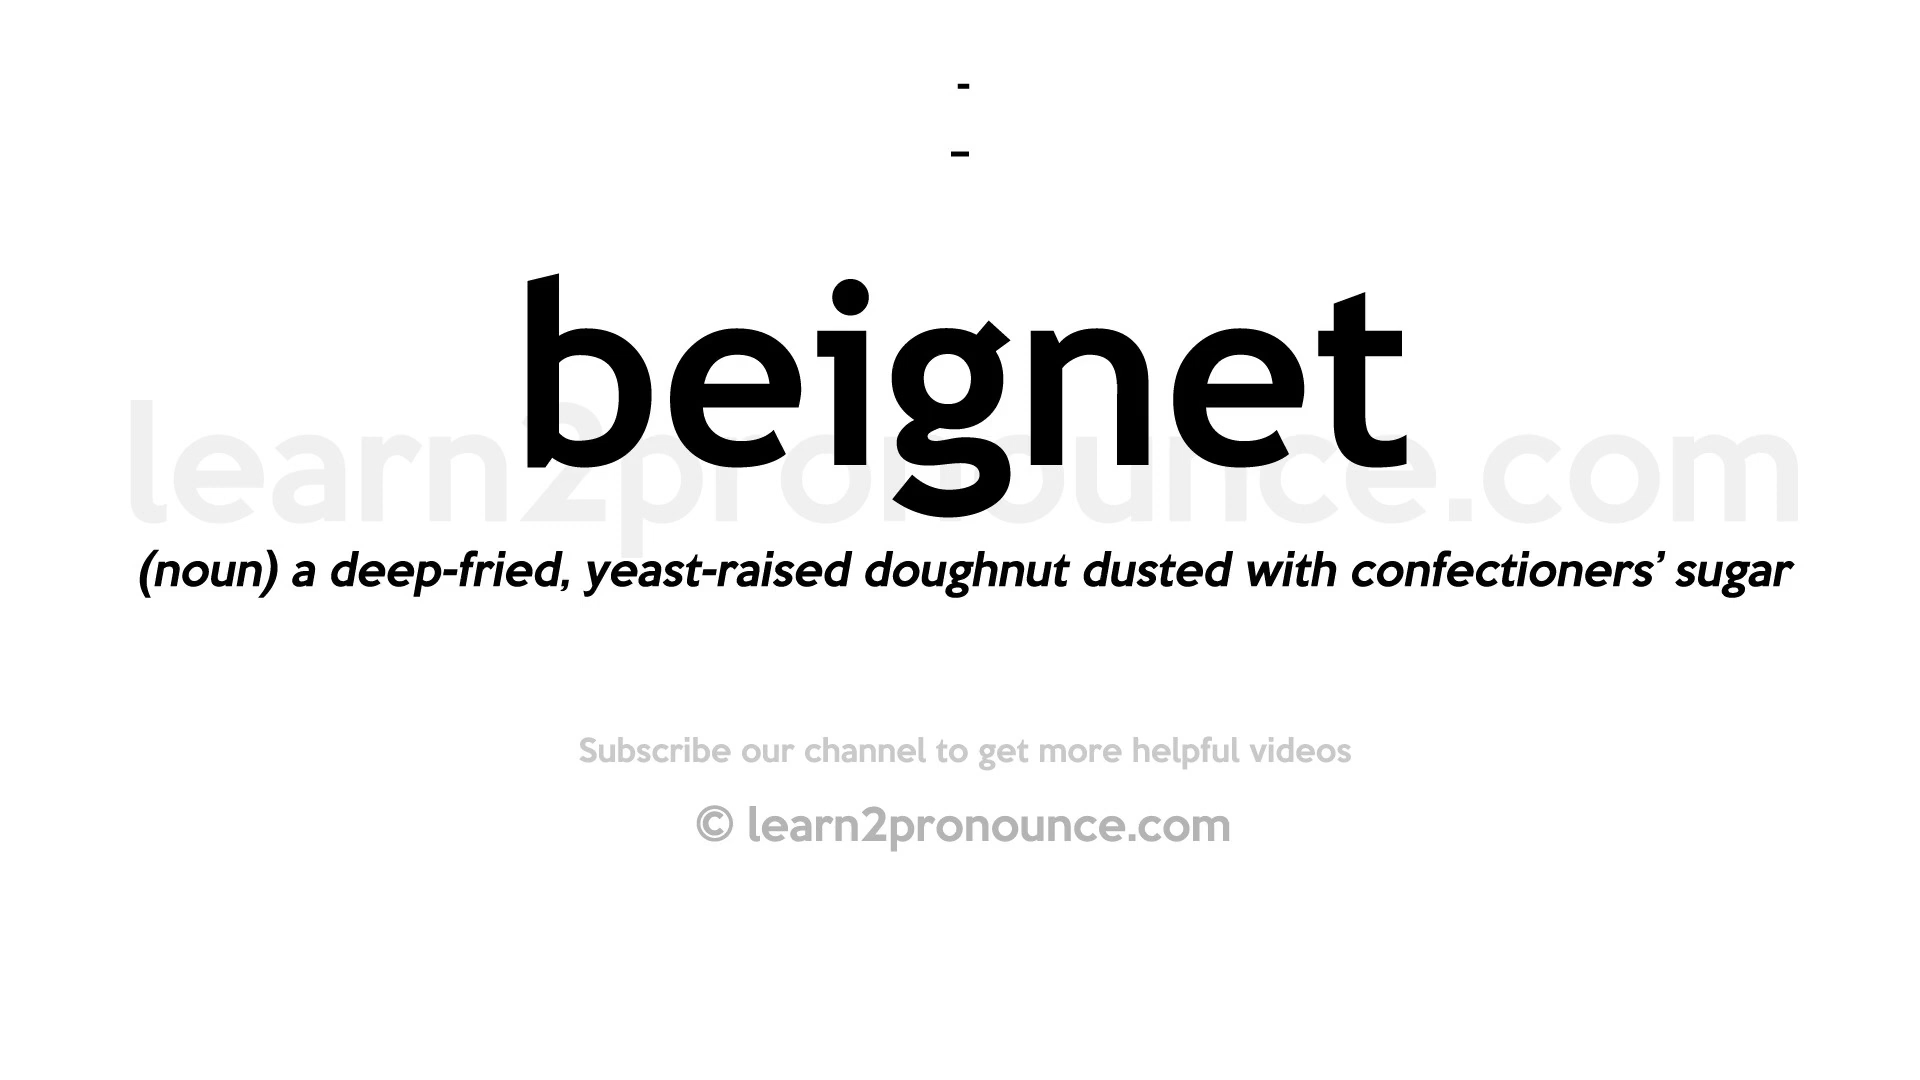 -
–
beignet
learn2pronounce.com
(noun) a deep-fried, yeast-raised doughnut dusted with confectioners’ sugar
Subscribe our channel to get more helpful videos
© learn2pronounce.com